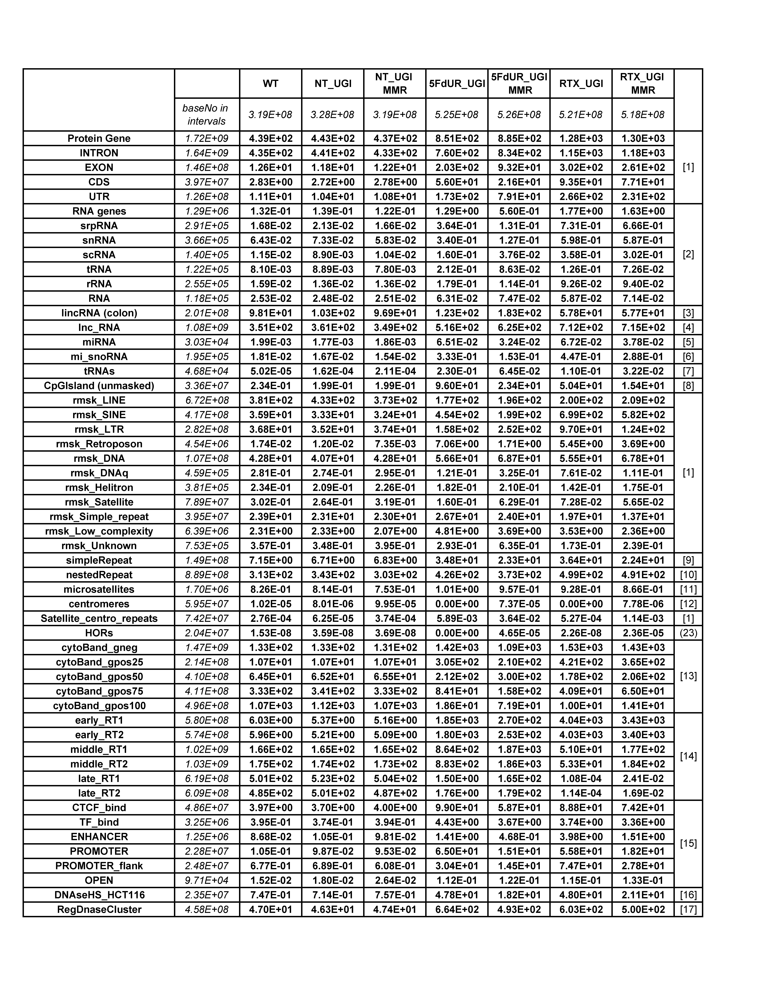 WT NT_UGI NT_UGI MMR 5FdUR_UGI 5FdUR_UGI MMR RTX_UGI RTX_UGI MMR
baseNo in intervals 3.19E+08 3.28E+08 3.19E+08 5.25E+08 5.26E+08 5.21E+08 5.18E+08
Protein Gene 1.72E+09 4.39E+02 4.43E+02 4.37E+02 8.51E+02 8.85E+02 1.28E+03 1.30E+03
INTRON 1.64E+09 4.35E+02 4.41E+02 4.33E+02 7.60E+02 8.34E+02 1.15E+03 1.18E+03
EXON 1.46E+08 1.26E+01 1.18E+01 1.22E+01 2.03E+02 9.32E+01 3.02E+02 2.61E+02 [1]
CDS 3.97E+07 2.83E+00 2.72E+00 2.78E+00 5.60E+01 2.16E+01 9.35E+01 7.71E+01
UTR 1.26E+08 1.11E+01 1.04E+01 1.08E+01 1.73E+02 7.91E+01 2.66E+02 2.31E+02
RNA genes 1.29E+06 1.32E-01 1.39E-01 1.22E-01 1.29E+00 5.60E-01 1.77E+00 1.63E+00
srpRNA 2.91E+05 1.68E-02 2.13E-02 1.66E-02 3.64E-01 1.31E-01 7.31E-01 6.66E-01
snRNA 3.66E+05 6.43E-02 7.33E-02 5.83E-02 3.40E-01 1.27E-01 5.98E-01 5.87E-01
scRNA 1.40E+05 1.15E-02 8.90E-03 1.04E-02 1.60E-01 3.76E-02 3.58E-01 3.02E-01 [2]
tRNA 1.22E+05 8.10E-03 8.89E-03 7.80E-03 2.12E-01 8.63E-02 1.26E-01 7.26E-02
rRNA 2.55E+05 1.59E-02 1.36E-02 1.36E-02 1.79E-01 1.14E-01 9.26E-02 9.40E-02
RNA 1.18E+05 2.53E-02 2.48E-02 2.51E-02 6.31E-02 7.47E-02 5.87E-02 7.14E-02
lincRNA (colon) 2.01E+08 9.81E+01 1.03E+02 9.69E+01 1.23E+02 1.83E+02 5.78E+01 5.77E+01 [3]
lnc_RNA 1.08E+09 3.51E+02 3.61E+02 3.49E+02 5.16E+02 6.25E+02 7.12E+02 7.15E+02 [4]
miRNA 3.03E+04 1.99E-03 1.77E-03 1.86E-03 6.51E-02 3.24E-02 6.72E-02 3.78E-02 [5]
mi_snoRNA 1.95E+05 1.81E-02 1.67E-02 1.54E-02 3.33E-01 1.53E-01 4.47E-01 2.88E-01 [6]
tRNAs 4.68E+04 5.02E-05 1.62E-04 2.11E-04 2.30E-01 6.45E-02 1.10E-01 3.22E-02 [7]
CpGIsland (unmasked) 3.36E+07 2.34E-01 1.99E-01 1.99E-01 9.60E+01 2.34E+01 5.04E+01 1.54E+01 [8]
rmsk_LINE 6.72E+08 3.81E+02 4.33E+02 3.73E+02 1.77E+02 1.96E+02 2.00E+02 2.09E+02
rmsk_SINE 4.17E+08 3.59E+01 3.33E+01 3.24E+01 4.54E+02 1.99E+02 6.99E+02 5.82E+02
rmsk_LTR 2.82E+08 3.68E+01 3.52E+01 3.74E+01 1.58E+02 2.52E+02 9.70E+01 1.24E+02
rmsk_Retroposon 4.54E+06 1.74E-02 1.20E-02 7.35E-03 7.06E+00 1.71E+00 5.45E+00 3.69E+00
rmsk_DNA 1.07E+08 4.28E+01 4.07E+01 4.28E+01 5.66E+01 6.87E+01 5.55E+01 6.78E+01
rmsk_DNAq 4.59E+05 2.81E-01 2.74E-01 2.95E-01 1.21E-01 3.25E-01 7.61E-02 1.11E-01 [1]
rmsk_Helitron 3.81E+05 2.34E-01 2.09E-01 2.26E-01 1.82E-01 2.10E-01 1.42E-01 1.75E-01
rmsk_Satellite 7.89E+07 3.02E-01 2.64E-01 3.19E-01 1.60E-01 6.29E-01 7.28E-02 5.65E-02
rmsk_Simple_repeat 3.95E+07 2.39E+01 2.31E+01 2.30E+01 2.67E+01 2.40E+01 1.97E+01 1.37E+01
rmsk_Low_complexity 6.39E+06 2.31E+00 2.33E+00 2.07E+00 4.81E+00 3.69E+00 3.53E+00 2.36E+00
rmsk_Unknown 7.53E+05 3.57E-01 3.48E-01 3.95E-01 2.93E-01 6.35E-01 1.73E-01 2.39E-01
simpleRepeat 1.49E+08 7.15E+00 6.71E+00 6.83E+00 3.48E+01 2.33E+01 3.64E+01 2.24E+01 [9]
nestedRepeat 8.89E+08 3.13E+02 3.43E+02 3.03E+02 4.26E+02 3.73E+02 4.99E+02 4.91E+02 [10]
microsatellites 1.70E+06 8.26E-01 8.14E-01 7.53E-01 1.01E+00 9.57E-01 9.28E-01 8.66E-01 [11]
centromeres 5.95E+07 1.02E-05 8.01E-06 9.95E-05 0.00E+00 7.37E-05 0.00E+00 7.78E-06 [12]
Satellite_centro_repeats 7.42E+07 2.76E-04 6.25E-05 3.74E-04 5.89E-03 3.64E-02 5.27E-04 1.14E-03 [1]
HORs 2.04E+07 1.53E-08 3.59E-08 3.69E-08 0.00E+00 4.65E-05 2.26E-08 2.36E-05 (23)
cytoBand_gneg 1.47E+09 1.33E+02 1.33E+02 1.31E+02 1.42E+03 1.09E+03 1.53E+03 1.43E+03
cytoBand_gpos25 2.14E+08 1.07E+01 1.07E+01 1.07E+01 3.05E+02 2.10E+02 4.21E+02 3.65E+02
cytoBand_gpos50 4.10E+08 6.45E+01 6.52E+01 6.55E+01 2.12E+02 3.00E+02 1.78E+02 2.06E+02 [13]
cytoBand_gpos75 4.11E+08 3.33E+02 3.41E+02 3.33E+02 8.41E+01 1.58E+02 4.09E+01 6.50E+01
cytoBand_gpos100 4.96E+08 1.07E+03 1.12E+03 1.07E+03 1.86E+01 7.19E+01 1.00E+01 1.41E+01
early_RT1 5.80E+08 6.03E+00 5.37E+00 5.16E+00 1.85E+03 2.70E+02 4.04E+03 3.43E+03
early_RT2 5.74E+08 5.96E+00 5.21E+00 5.09E+00 1.80E+03 2.53E+02 4.03E+03 3.40E+03
middle_RT1 1.02E+09 1.66E+02 1.65E+02 1.65E+02 8.64E+02 1.87E+03 5.10E+01 1.77E+02
[14]
middle_RT2 1.03E+09 1.75E+02 1.74E+02 1.73E+02 8.83E+02 1.86E+03 5.33E+01 1.84E+02
late_RT1 6.19E+08 5.01E+02 5.23E+02 5.04E+02 1.50E+00 1.65E+02 1.08E-04 2.41E-02
late_RT2 6.09E+08 4.85E+02 5.01E+02 4.87E+02 1.76E+00 1.79E+02 1.14E-04 1.69E-02
CTCF_bind 4.86E+07 3.97E+00 3.70E+00 4.00E+00 9.90E+01 5.87E+01 8.88E+01 7.42E+01
TF_bind 3.25E+06 3.95E-01 3.74E-01 3.94E-01 4.43E+00 3.67E+00 3.74E+00 3.36E+00
ENHANCER 1.25E+06 8.68E-02 1.05E-01 9.81E-02 1.41E+00 4.68E-01 3.98E+00 1.51E+00
[15]
PROMOTER 2.28E+07 1.05E-01 9.87E-02 9.53E-02 6.50E+01 1.51E+01 5.58E+01 1.82E+01
PROMOTER_flank 2.48E+07 6.77E-01 6.89E-01 6.08E-01 3.04E+01 1.45E+01 7.47E+01 2.78E+01
OPEN 9.71E+04 1.52E-02 1.80E-02 2.64E-02 1.12E-01 1.22E-01 1.15E-01 1.33E-01
DNAseHS_HCT116 2.35E+07 7.47E-01 7.14E-01 7.57E-01 4.78E+01 1.82E+01 4.80E+01 2.11E+01 [16]
RegDnaseCluster 4.58E+08 4.70E+01 4.63E+01 4.74E+01 6.64E+02 4.93E+02 6.03E+02 5.00E+02 [17]